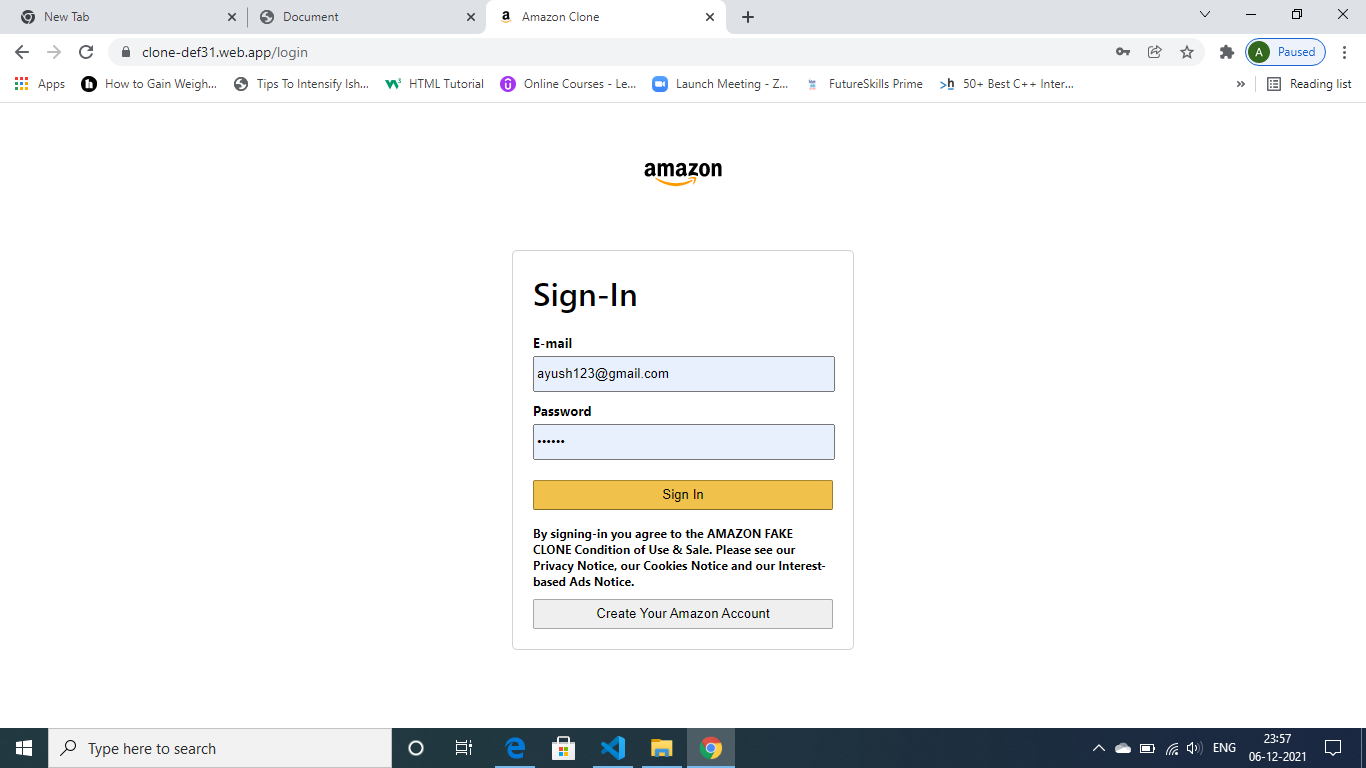 New Tab
Document
Amazon Clone
clone-def31.web.app/login
A
Paused
Apps
How to Gain Weigh...
Tips To Intensify Ish...
HTML Tutorial
Online Courses - Le...
Launch Meeting - Z...
FutureSkills Prime
50+ Best C++ Inter...
»
Reading list
amazon
Sign-In
E-mail
ayush123@gmail.com
Password
••••••
Sign In
By signing-in you agree to the AMAZON FAKE
CLONE Condition of Use & Sale. Please see our
Privacy Notice, our Cookies Notice and our Interest-
based Ads Notice.
Create Your Amazon Account
Type here to search
ENG
23:57
06-12-2021